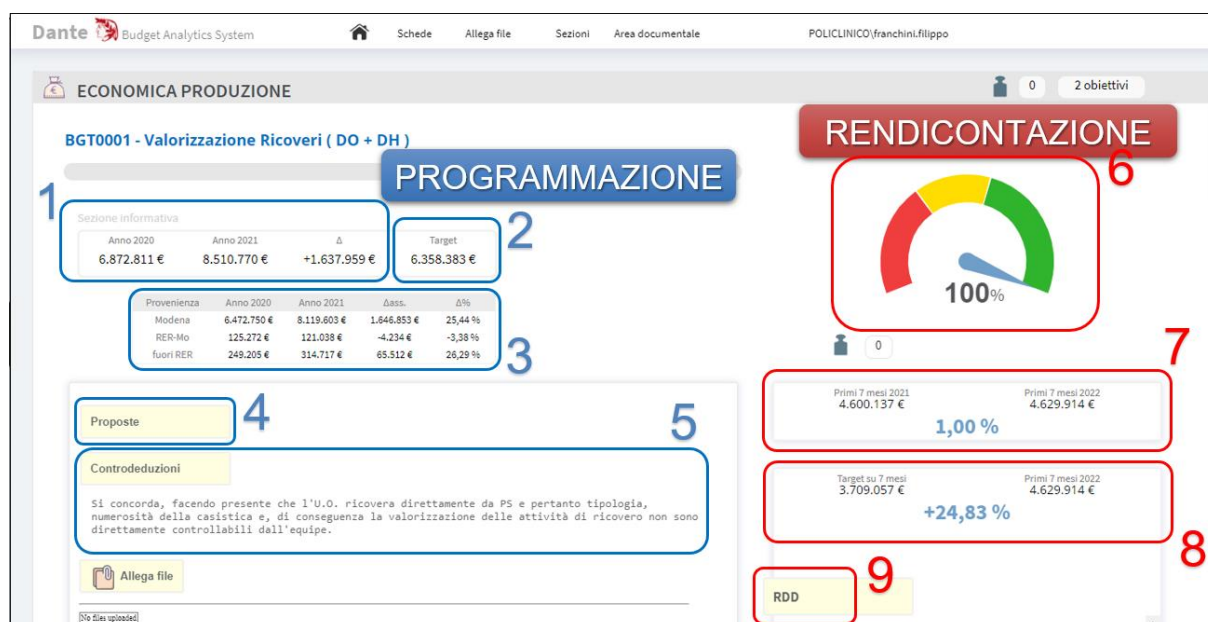 Dante Budget Analytics System Schede Allega file Sezioni Area documentale POLICLINICO\franchini.filippo
ECONOMICA PRODUZIONE 0 2 obiettivi
BGT0001 - Valorizzazione Ricoveri ( DO + DH )
PROGRAMMAZIONE
1
Sezione informativa
Anno 2020 Anno 2021 Δ
6.872.811 € 8.510.770 € +1.637.959 €
Target
6.358.383 €
2
Provenienza Anno 2020 Anno 2021 Δass. Δ%
Modena 6.472.750 € 8.119.603 € 1.646.853 € 25,44 %
RER-Mo 125.272 € 121.038 € -4.234 € -3,38 %
fuori RER 249.205 € 314.717 € 65.512 € 26,29 %
3
Proposte
4
5
Controdeduzioni
Si concorda, facendo presente che l'U.O. ricovera direttamente da PS e pertanto tipologia,
numerosità della casistica e, di conseguenza la valorizzazione delle attività di ricovero non sono
direttamente controllabili dall'equipe.
Allega file
No files uploaded
RENDICONTAZIONE
6
100%
0
7
Primi 7 mesi 2021 Primi 7 mesi 2022
4.600.137 € 4.629.914 €
1,00 %
Target su 7 mesi Primi 7 mesi 2022
3.709.057 € 4.629.914 €
+24,83 %
8
RDD
9